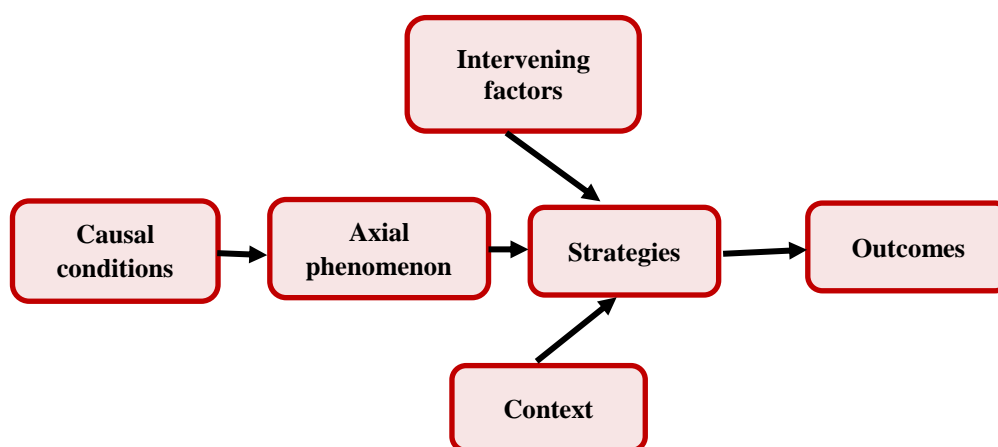 Intervening
factors
Causal
conditions
Axial
phenomenon
Strategies
Outcomes
Context